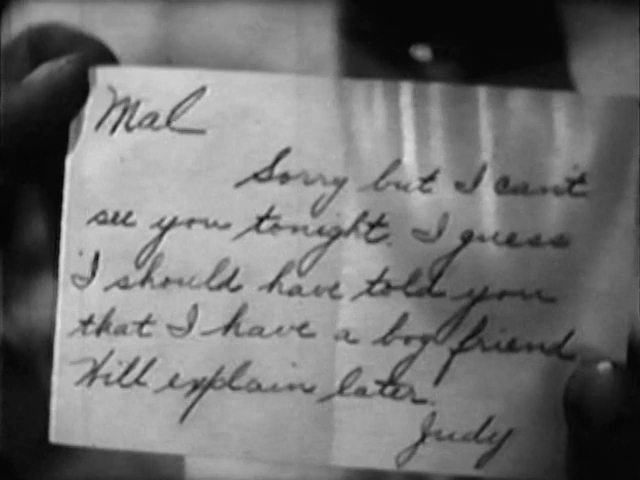 Mal
Sorry but I can't
see you tonight. I guess
I should have told you
that I have a boy friend
Will explain later.
Judy